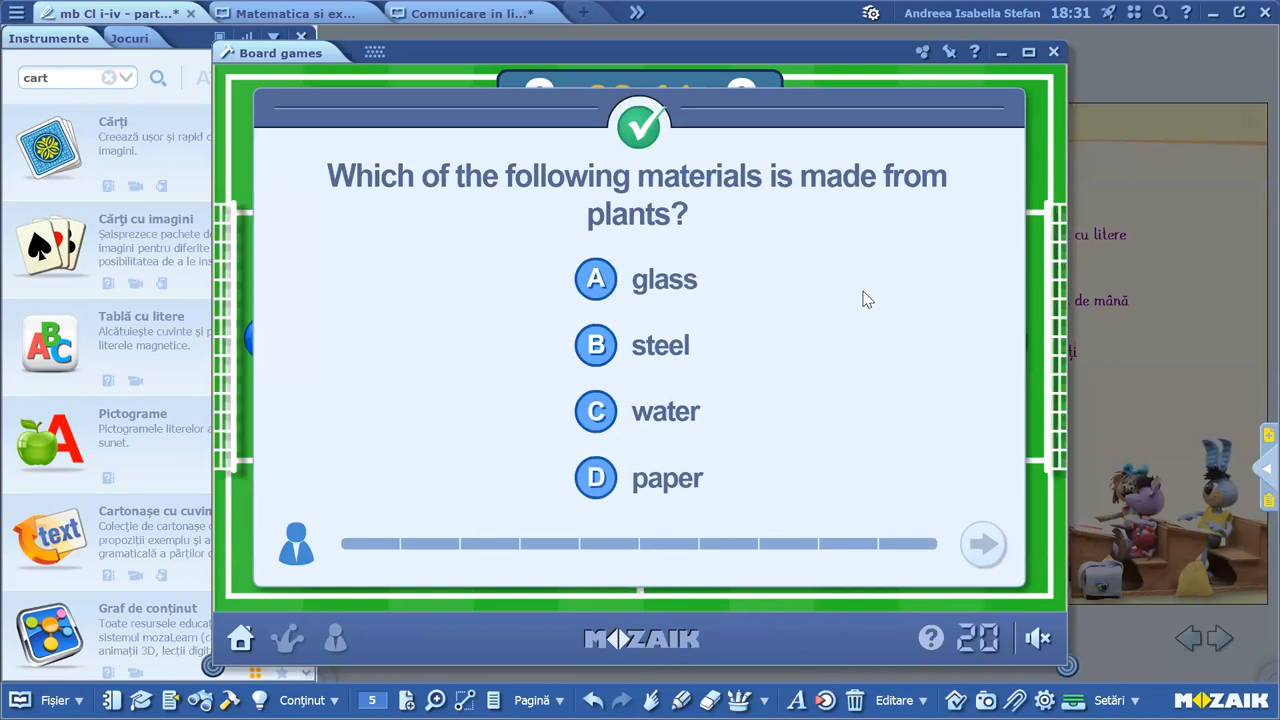 mb Cl i-iv - part...*
Matematica si ex...
Comunicare in li...*
Andreea Isabella Stefan
18:31
Instrumente
Jocuri
cart
Cărți
Creează ușor și rapid c
imagini.
Cărți cu imagini
Șaisprezece pachete de
imagini pentru diferite
posibilitatea de a le ins
Tablă cu litere
Alcătuiește cuvinte și p
literele magnetice.
Pictograme
Pictogramele literelor a
sunet.
Cartonașe cu cuvin
Colecție de cartonașe
propoziții exemplu și a
gramaticală a părților d
Graf de conținut
Toate resursele educa
sistemul mozaLearn (c
animații 3D, lecții digit
Board games
Which of the following materials is made from
plants?
A glass
B steel
C water
D paper
MOZAIK
20
cu litere
de mână
ți
Fișier
Conținut
5
Pagină
Editare
Setări
MOZAIK